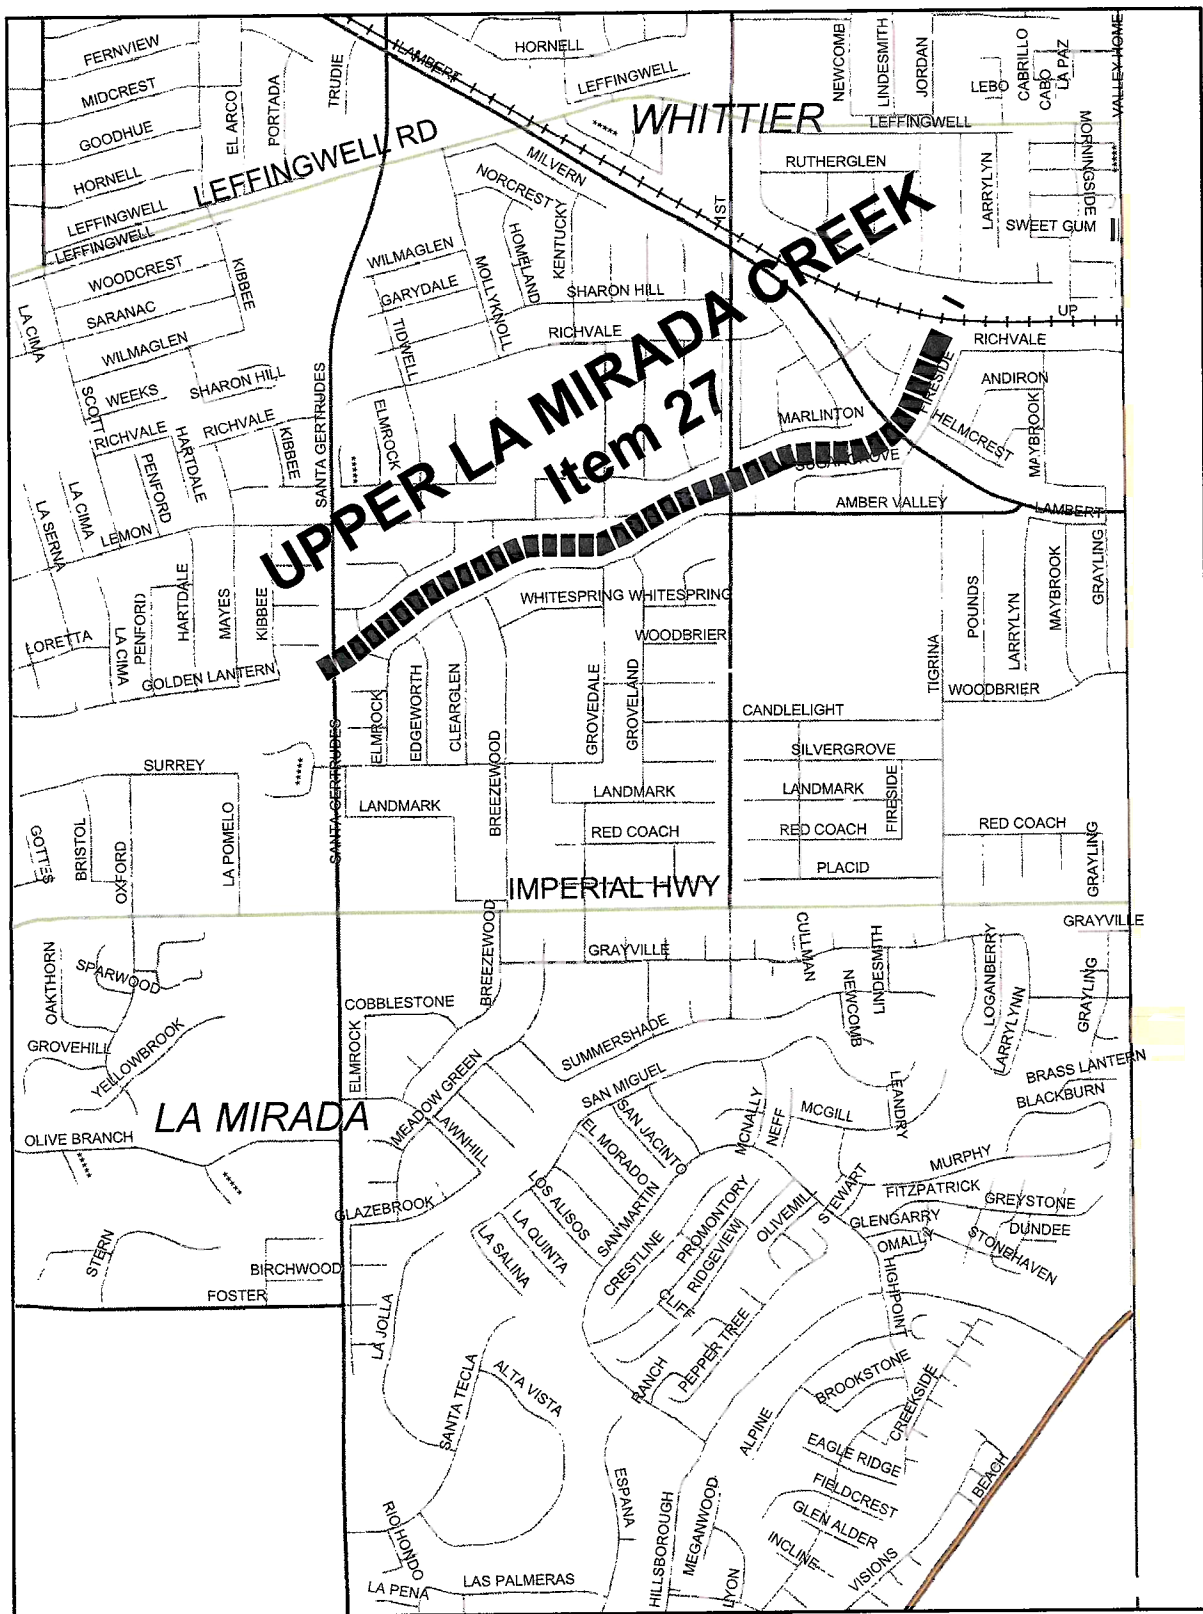 FERNVIEW
MIDCREST
GOODHUE
HORNELL
LEFFINGWELL
LEFFINGWELL
WOODCREST
SARANAC
WILMAGLEN
WEEKS
SHARON HILL
RICHVALE
RICHVALE
EL ARCO
PORTADA
TRUDIE
LAMBERT
HORNELL
LEFFINGWELL
LEFFINGWELL RD
WHITTIER
NEWCOMB
LINDESMITH
JORDAN
LEBO
CABRILLO
CABO
LA PAZ
VALLEY HOME
LEFFINGWELL
RUTHERGLEN
LARRYLYN
MORNINGSIDE
SWEET GUM
MILVERN
NORCREST
HOMELAND
KENTUCKY
1ST
WILMAGLEN
GARYDALE
MOLLYKNOLL
TIDWELL
SHARON HILL
RICHVALE
KIBBEE
LA CIMA
SCOTT
SANTA GERTRUDES
ELMROCK
UPPER LA MIRADA CREEK
Item 27
UP
RICHVALE
FIRESIDE
ANDIRON
HELMCREST
MAYBROOK
MARLINTON
SUGARGROVE
AMBER VALLEY
LAMBERT
HARTDALE
KIBBEE
PENFORD
LA CIMA
LA SERNA
LEMON
LORETTA
LA CIMA
PENFORD
HARTDALE
MAYES
KIBBEE
GOLDEN LANTERN
WHITESPRING
WHITESPRING
WOODBRIER
ELMROCK
EDGEWORTH
CLEARGLEN
BREEZEWOOD
GROVEDALE
GROVELAND
TIGRINA
POUNDS
LARRYLYN
MAYBROOK
GRAYLING
WOODBRIER
CANDLELIGHT
SILVERGROVE
LANDMARK
FIRESIDE
RED COACH
PLACID
RED COACH
GRAYLING
SURREY
*****
SANTA GERTRUDES
LANDMARK
LANDMARK
RED COACH
GOTTES
BRISTOL
OXFORD
LA POMELO
IMPERIAL HWY
GRAYVILLE
OAKTHORN
SPARWOOD
GROVEHILL
YELLOWBROOK
COBBLESTONE
ELMROCK
BREEZEWOOD
GRAYVILLE
CULLMAN
NEWCOMB
LINDESMITH
LOGANBERRY
LARRYLYNN
GRAYLING
SUMMERSHADE
SAN MIGUEL
BRASS LANTERN
BLACKBURN
LA MIRADA
MEADOW GREEN
LAWNHILL
OLIVE BRANCH
*****
*****
GLAZEBROOK
SAN JACINTO
EL MORADO
MCNALLY
NEFF
MCGILL
LEANDRY
MURPHY
FITZPATRICK
GREYSTONE
STEWART
GLENGARRY
OMALLY
DUNDEE
STONEHAVEN
LOS ALISOS
LA QUINTA
LA SALINA
SAN MARTIN
CRESTLINE
PROMONTORY
RIDGEVIEW
OLIVEMILL
CLIFF
STERN
BIRCHWOOD
FOSTER
LA JOLLA
HIGHPOINT
RANCH
PEPPER TREE
SANTA TECLA
ALTA VISTA
ALPINE
BROOKSTONE
CREEKSIDE
EAGLE RIDGE
FIELDCREST
GLEN ALDER
INCLINE
VISIONS
BEACH
ESPANA
HILLSBOROUGH
MEGANWOOD
LYON
RIO HONDO
LA PENA
LAS PALMERAS